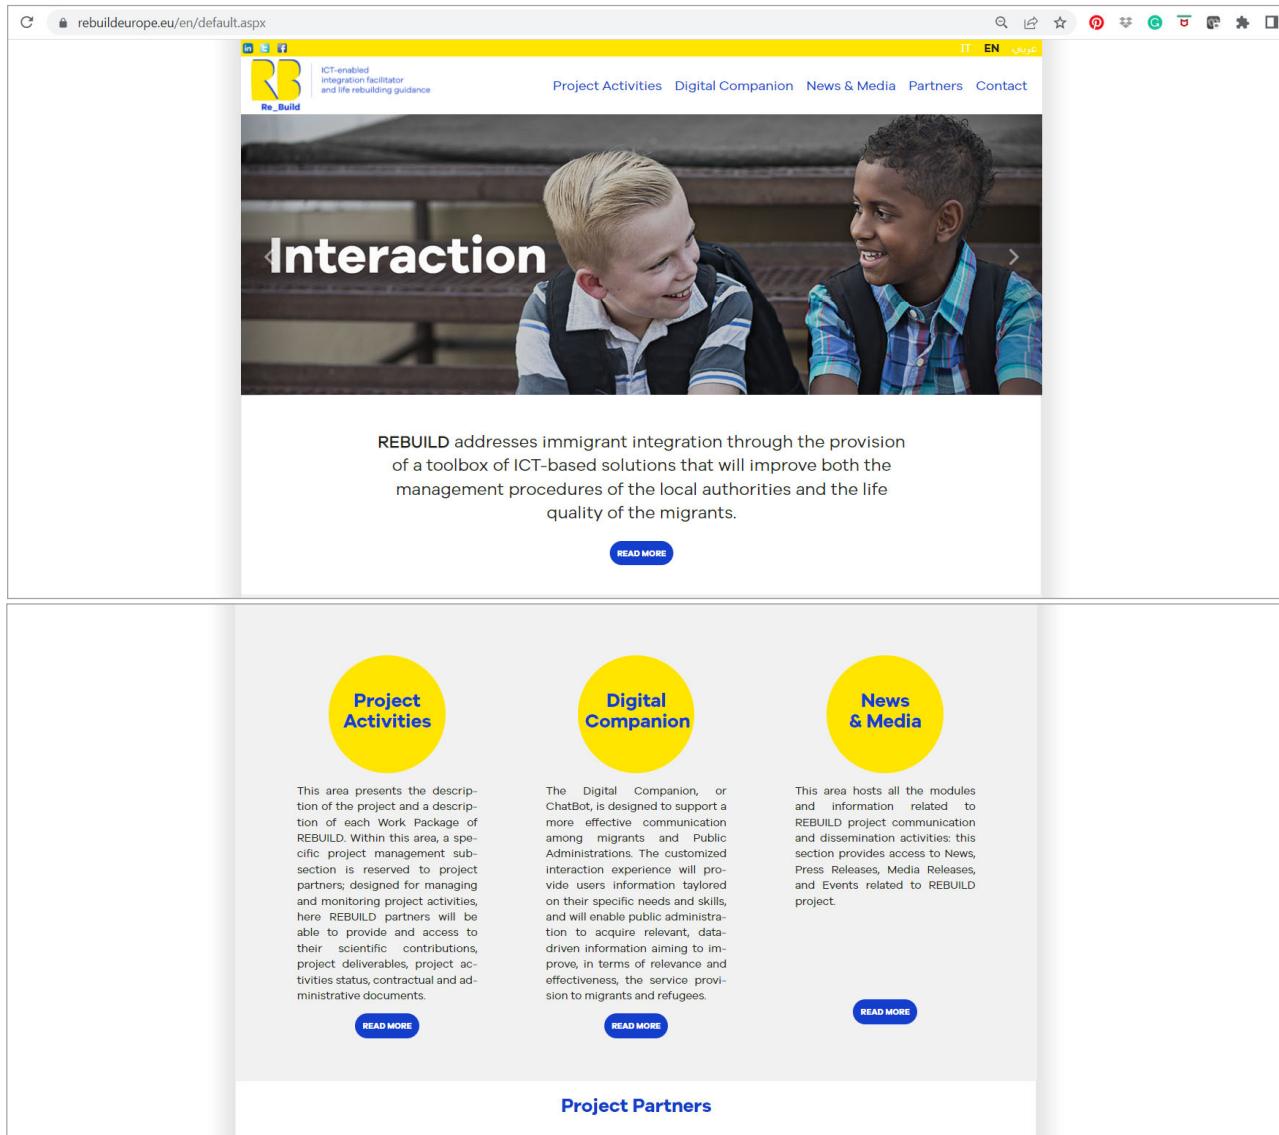 rebuildeurope.eu/en/default.aspx
IT EN عربي
RB
Re_Build
ICT-enabled
integration facilitator
and life rebuilding guidance
Project Activities Digital Companion News & Media Partners Contact
Interaction
REBUILD addresses immigrant integration through the provision
of a toolbox of ICT-based solutions that will improve both the
management procedures of the local authorities and the life
quality of the migrants.
READ MORE
Project
Activities
This area presents the descrip-
tion of the project and a descrip-
tion of each Work Package of
REBUILD. Within this area, a spe-
cific project management sub-
section is reserved to project
partners; designed for managing
and monitoring project activities,
here REBUILD partners will be
able to provide and access to
their scientific contributions,
project deliverables, project ac-
tivities status, contractual and ad-
ministrative documents.
READ MORE
Digital
Companion
The Digital Companion, or
ChatBot, is designed to support a
more effective communication
among migrants and Public
Administrations. The customized
interaction experience will pro-
vide users information taylored
on their specific needs and skills,
and will enable public administra-
tion to acquire relevant, data-
driven information aiming to im-
prove, in terms of relevance and
effectiveness, the service provi-
sion to migrants and refugees.
READ MORE
News
& Media
This area hosts all the modules
and information related to
REBUILD project communication
and dissemination activities: this
section provides access to News,
Press Releases, Media Releases,
and Events related to REBUILD
project.
READ MORE
Project Partners